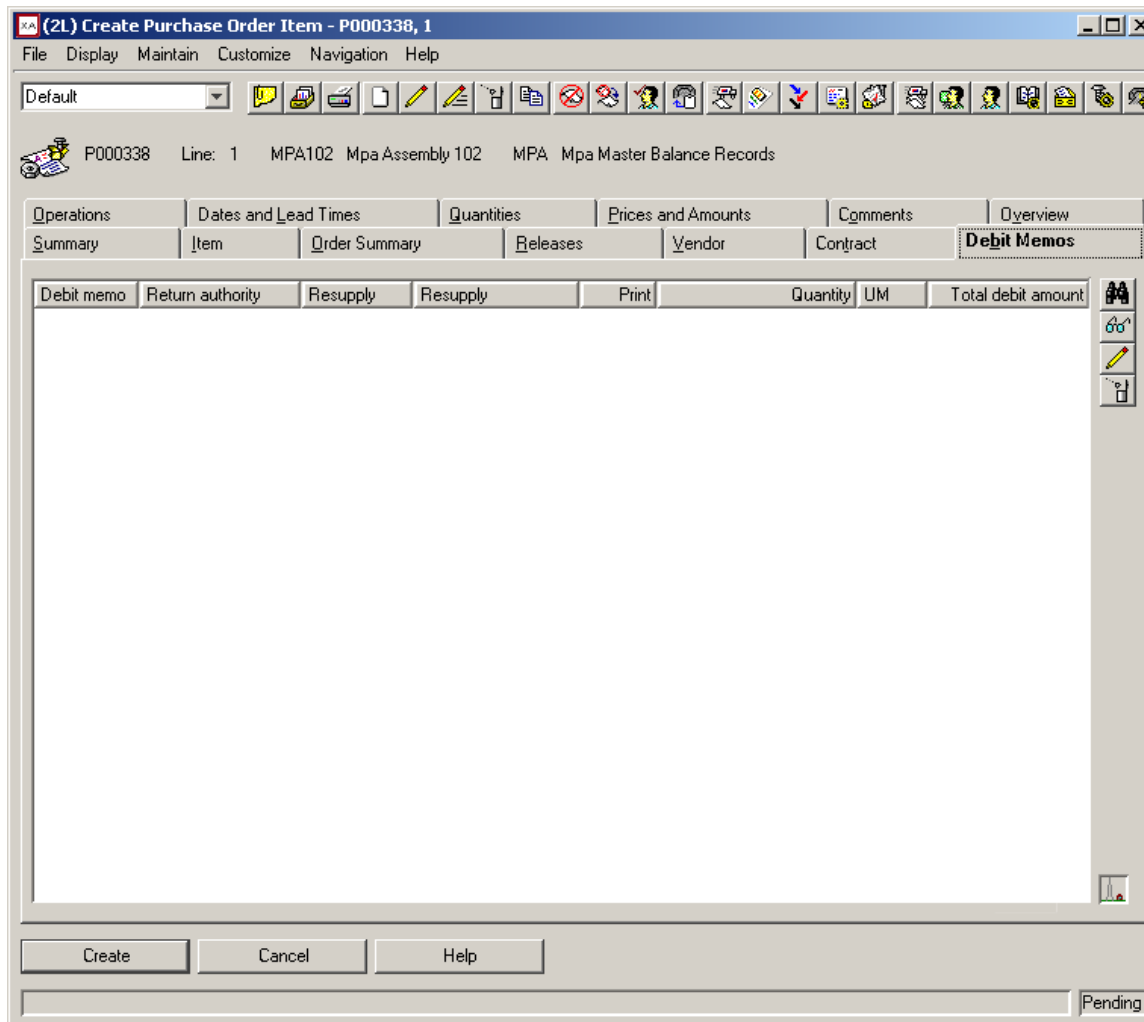 XA (2L) Create Purchase Order Item - P000338, 1
File Display Maintain Customize Navigation Help
Default
P000338 Line: 1 MPA102 Mpa Assembly 102 MPA Mpa Master Balance Records
Operations Dates and Lead Times Quantities Prices and Amounts Comments Overview
Summary Item Order Summary Releases Vendor Contract Debit Memos
Debit memo Return authority Resupply Resupply Print Quantity UM Total debit amount
Create Cancel Help
Pending